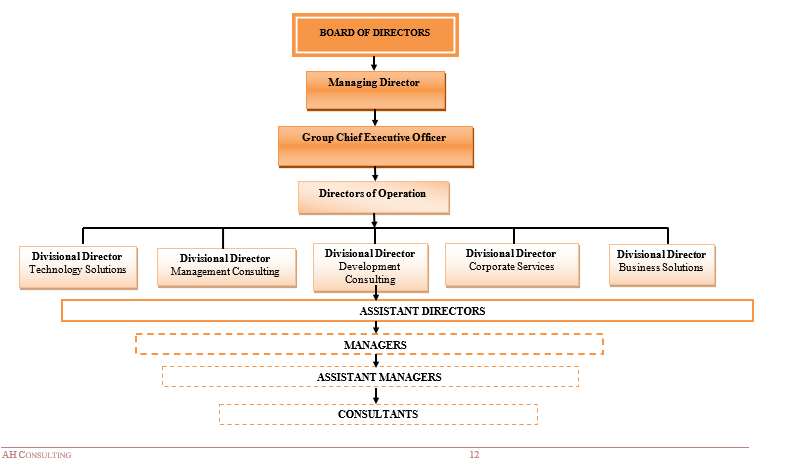 BOARD OF DIRECTORS
Managing Director
Group Chief Executive Officer
Directors of Operation
Divisional Director
Technology Solutions
Divisional Director
Management Consulting
Divisional Director
Development
Consulting
Divisional Director
Corporate Services
Divisional Director
Business Solutions
ASSISTANT DIRECTORS
MANAGERS
ASSISTANT MANAGERS
CONSULTANTS
AH CONSULTING 12